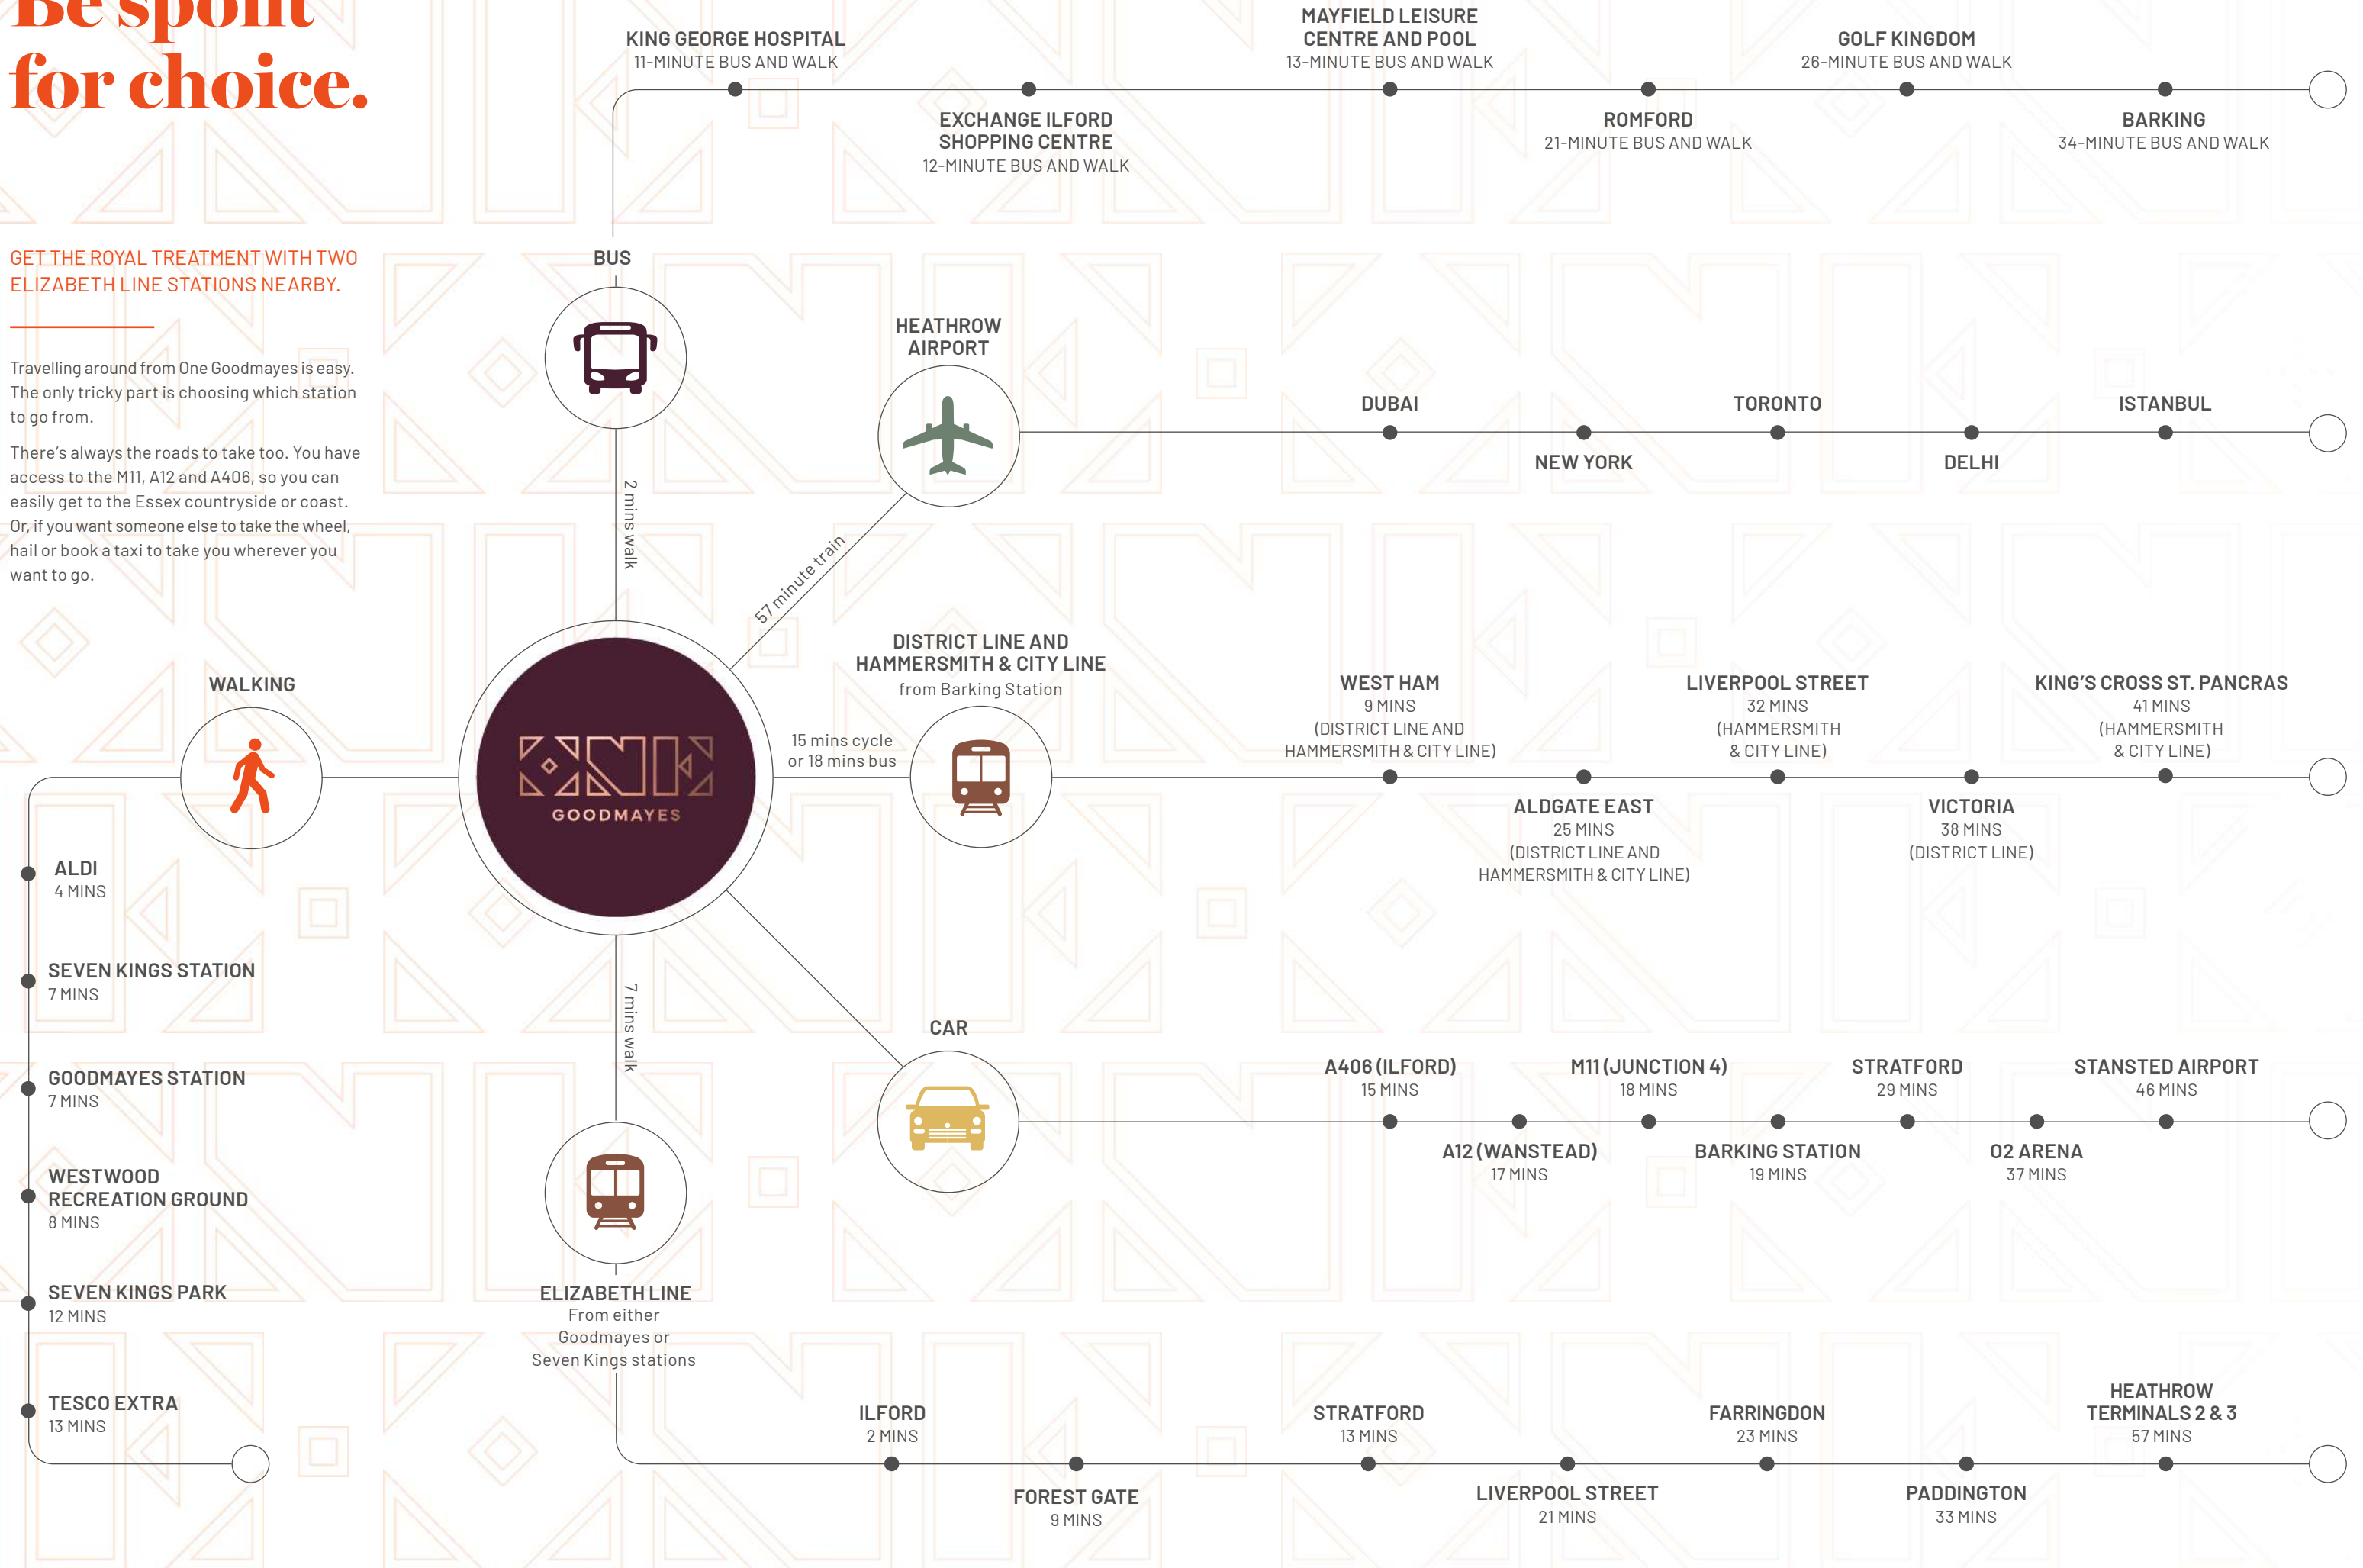 Be spoilt
for choice.
GET THE ROYAL TREATMENT WITH TWO
ELIZABETH LINE STATIONS NEARBY.
Travelling around from One Goodmayes is easy.
The only tricky part is choosing which station
to go from.
There's always the roads to take too. You have
access to the M11, A12 and A406, so you can
easily get to the Essex countryside or coast.
Or, if you want someone else to take the wheel,
hail or book a taxi to take you wherever you
want to go.
KING GEORGE HOSPITAL
11-MINUTE BUS AND WALK
EXCHANGE ILFORD
SHOPPING CENTRE
12-MINUTE BUS AND WALK
MAYFIELD LEISURE
CENTRE AND POOL
13-MINUTE BUS AND WALK
ROMFORD
21-MINUTE BUS AND WALK
GOLF KINGDOM
26-MINUTE BUS AND WALK
BARKING
34-MINUTE BUS AND WALK
BUS
2 mins walk
HEATHROW
AIRPORT
57 minute train
DUBAI
NEW YORK
TORONTO
DELHI
ISTANBUL
DISTRICT LINE AND
HAMMERSMITH & CITY LINE
from Barking Station
15 mins cycle
or 18 mins bus
WEST HAM
9 MINS
(DISTRICT LINE AND
HAMMERSMITH & CITY LINE)
ALDGATE EAST
25 MINS
(DISTRICT LINE AND
HAMMERSMITH & CITY LINE)
LIVERPOOL STREET
32 MINS
(HAMMERSMITH
& CITY LINE)
VICTORIA
38 MINS
(DISTRICT LINE)
KING'S CROSS ST. PANCRAS
41 MINS
(HAMMERSMITH
& CITY LINE)
ONE
GOODMAYES
WALKING
ALDI
4 MINS
SEVEN KINGS STATION
7 MINS
GOODMAYES STATION
7 MINS
WESTWOOD
RECREATION GROUND
8 MINS
SEVEN KINGS PARK
12 MINS
TESCO EXTRA
13 MINS
CAR
A406 (ILFORD)
15 MINS
A12 (WANSTEAD)
17 MINS
M11 (JUNCTION 4)
18 MINS
BARKING STATION
19 MINS
STRATFORD
29 MINS
O2 ARENA
37 MINS
STANSTED AIRPORT
46 MINS
7 mins walk
ELIZABETH LINE
From either
Goodmayes or
Seven Kings stations
ILFORD
2 MINS
FOREST GATE
9 MINS
STRATFORD
13 MINS
LIVERPOOL STREET
21 MINS
FARRINGDON
23 MINS
PADDINGTON
33 MINS
HEATHROW
TERMINALS 2 & 3
57 MINS